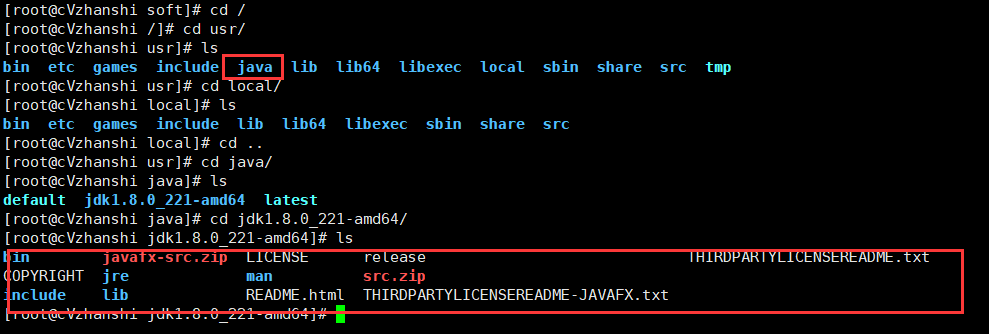 [root@cVzhanshi soft]# cd /
[root@cVzhanshi /]# cd usr/
[root@cVzhanshi usr]# ls
bin etc games include java lib lib64 libexec local sbin share src tmp
[root@cVzhanshi usr]# cd local/
[root@cVzhanshi local]# ls
bin etc games include lib lib64 libexec sbin share src
[root@cVzhanshi local]# cd ..
[root@cVzhanshi usr]# cd java/
[root@cVzhanshi java]# ls
default jdk1.8.0_221-amd64 latest
[root@cVzhanshi java]# cd jdk1.8.0_221-amd64/
[root@cVzhanshi jdk1.8.0_221-amd64]# ls
bin javafx-src.zip LICENSE release THIRDPARTYLICENSEREADME.txt
COPYRIGHT jre man src.zip
include lib README.html THIRDPARTYLICENSEREADME-JAVAFX.txt
[root@cVzhanshi jdk1.8.0_221-amd64]#